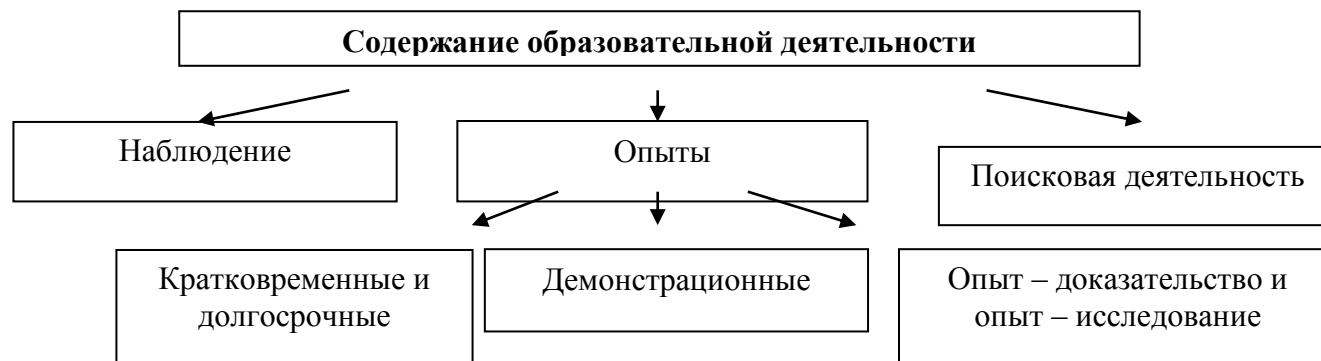 Содержание образовательной деятельности
Наблюдение
Опыты
Поисковая деятельность
Кратковременные и
долгосрочные
Демонстрационные
Опыт – доказательство и
опыт – исследование